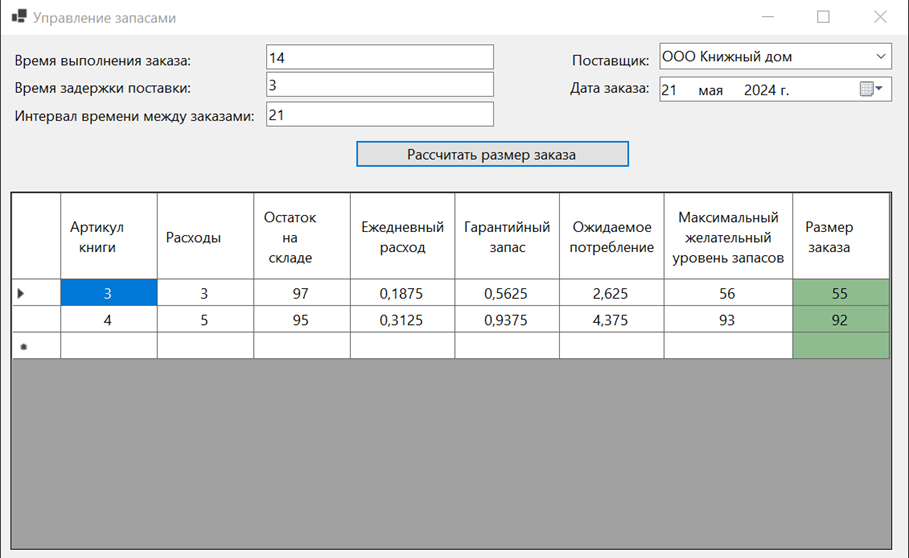 Управление запасами
Время выполнения заказа: 14
Поставщик: ООО Книжный дом
Время задержки поставки: 3
Дата заказа: 21 мая 2024 г.
Интервал времени между заказами: 21
Рассчитать размер заказа
Артикул книги Расходы Остаток на складе Ежедневный расход Гарантийный запас Ожидаемое потребление Максимальный желательный уровень запасов Размер заказа
3 3 97 0,1875 0,5625 2,625 56 55
4 5 95 0,3125 0,9375 4,375 93 92